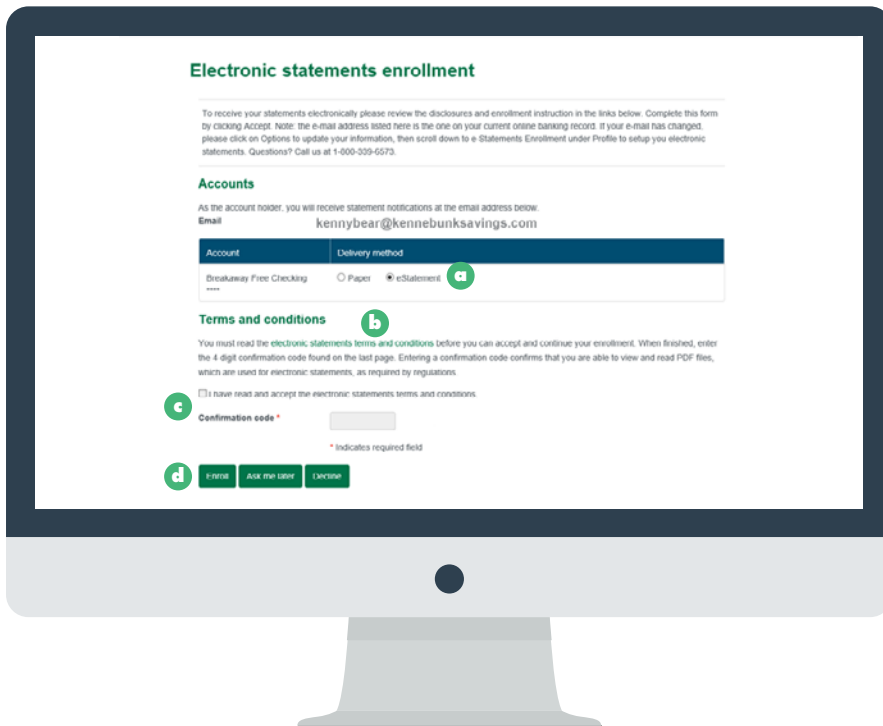 Electronic statements enrollment
To receive your statements electronically please review the disclosures and enrollment instruction in the links below. Complete this form
by clicking Accept. Note: the e-mail address listed here is the one on your current online banking record. If your e-mail has changed,
please click on Options to update your information, then scroll down to e Statements Enrollment under Profile to setup you electronic
statements. Questions? Call us at 1-800-339-6573.
Accounts
As the account holder, you will receive statement notifications at the email address below.
Email kennybear@kennebunksavings.com
Account Delivery method
Breakaway Free Checking Paper eStatement a
----
Terms and conditions b
You must read the electronic statements terms and conditions before you can accept and continue your enrollment. When finished, enter
the 4 digit confirmation code found on the last page. Entering a confirmation code confirms that you are able to view and read PDF files,
which are used for electronic statements, as required by regulations.
I have read and accept the electronic statements terms and conditions.
c
Confirmation code *
* Indicates required field
d Enroll Ask me later Decline